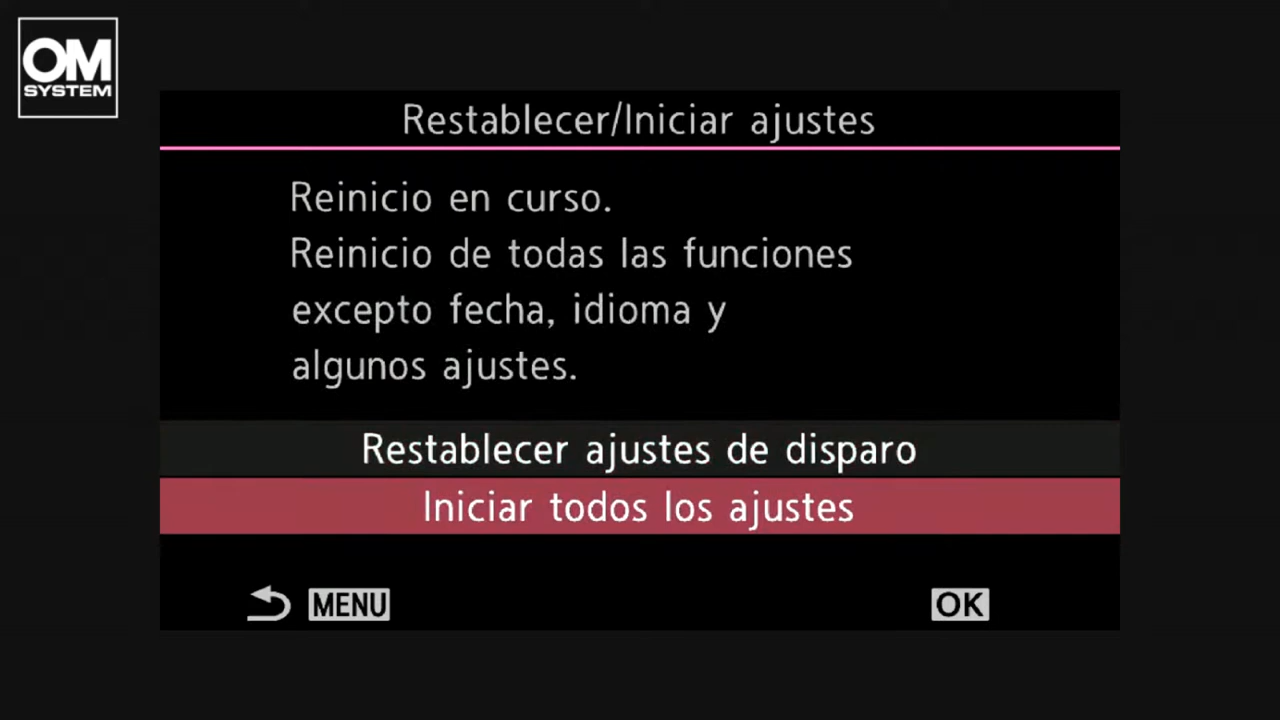 OM
SYSTEM
Restablecer/Iniciar ajustes
Reinicio en curso.
Reinicio de todas las funciones
excepto fecha, idioma y
algunos ajustes.
Restablecer ajustes de disparo
Iniciar todos los ajustes
MENU
OK